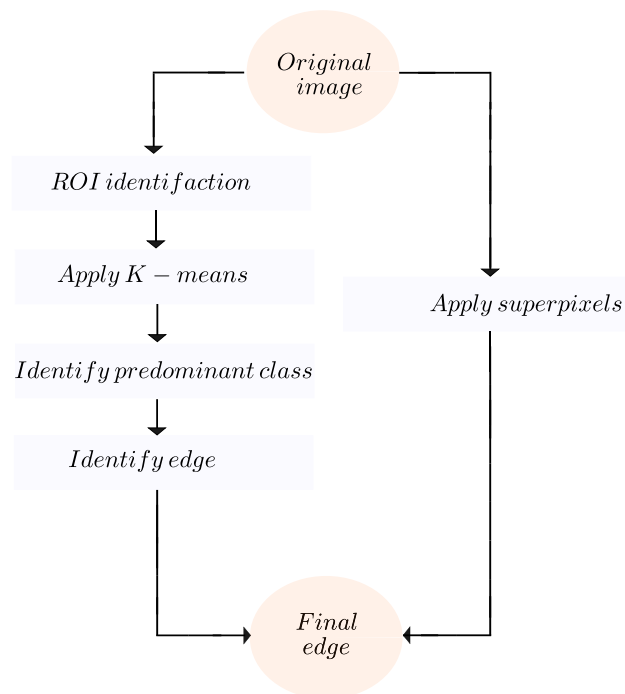 Original
image
ROI identifaction
Apply K − means
Apply superpixels
Identify predominant class
Identify edge
Final
edge